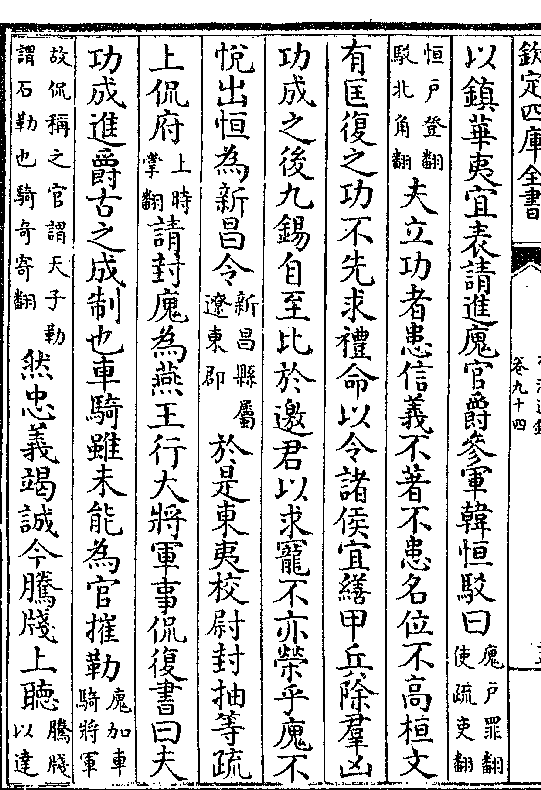 欽定四庫全書
卷九十四
以鎮華夷宜表請進廆官爵參軍韓恒駮曰廆戶罪翻使疏吏翻
恒戶登翻駮北角翻夫立功者患信義不著不患名位不高桓文
有匡復之功不先求禮命以令諸侯宜繕甲兵除羣凶
功成之後九錫自至比於邀君以求寵不亦榮乎廆不
悅出恒為新昌令新昌縣屬遼東郡於是東夷校尉封抽等疏
上侃府上時掌翻請封廆為燕王行大將軍事侃復書曰夫
功成進爵古之成制也車騎雖未能為官摧勒廆加車騎將軍
故侃稱之官謂天子勒謂石勒也騎奇寄翻然忠義竭誠今騰牋上聽騰牋以達